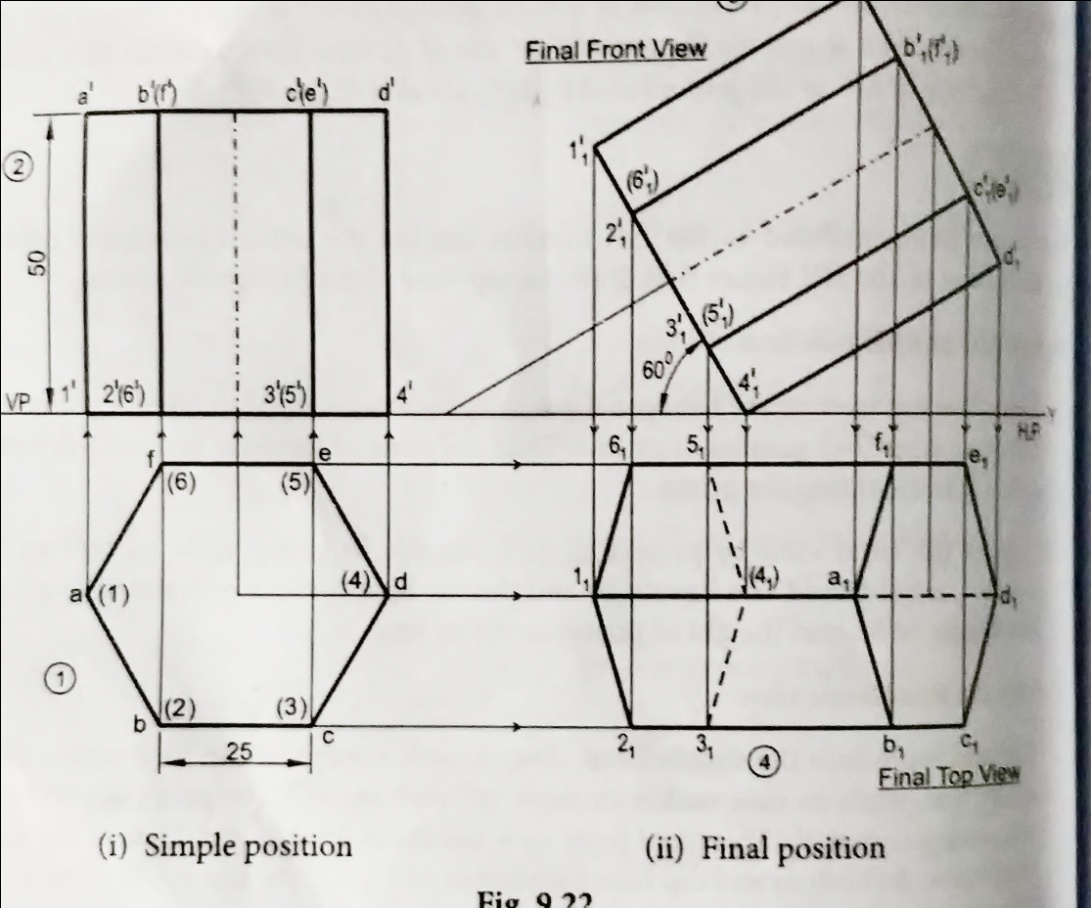 Final Front View
③
a' b'(f') c'(e') d'
b'₁(f'₁)
②
50
1'₁
(6'₁)
2'₁
c'₁(e'₁)
d'₁
3'₁ (5'₁)
60⁰
4'₁
VP 1' 2'(6') 3'(5') 4'
Y
H.P.
f e 6₁ 5₁ f₁ e₁
(6) (5)
a (1) (4) d 1₁ (4₁) a₁ d₁
①
b (2) (3) c
2₁ 3₁ b₁ c₁
25
④
Final Top View
(i) Simple position (ii) Final position
Fig. 9.22